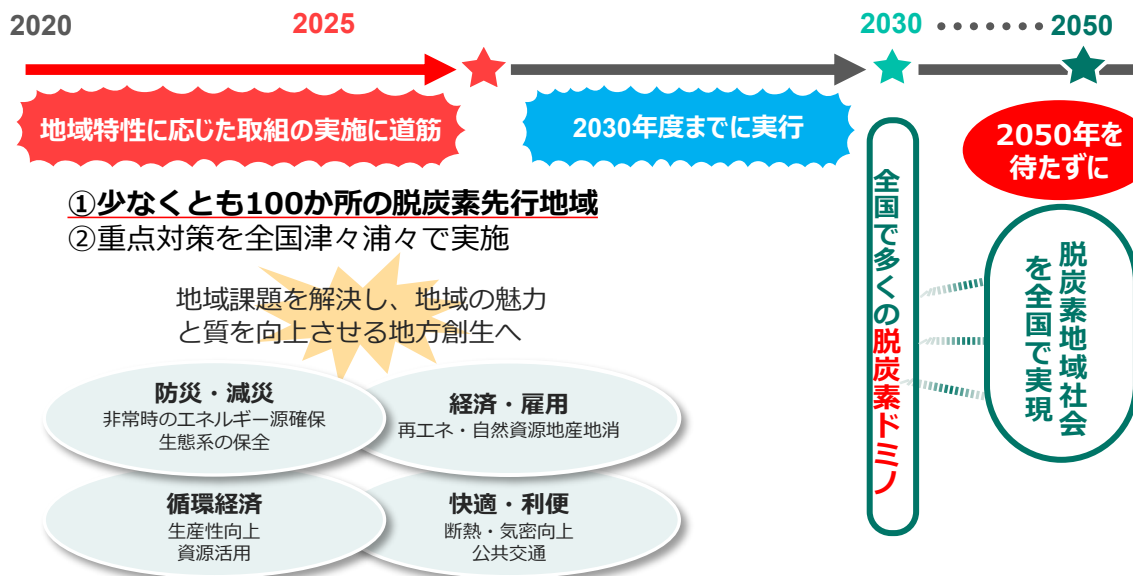 2020
2025
2030
•••••••
2050
地域特性に応じた取組の実施に道筋
2030年度までに実行
2050年を
待たずに
①少なくとも100か所の脱炭素先行地域
②重点対策を全国津々浦々で実施
地域課題を解決し、地域の魅力
と質を向上させる地方創生へ
防災・減災
非常時のエネルギー源確保
生態系の保全
経済・雇用
再エネ・自然資源地産地消
循環経済
生産性向上
資源活用
快適・利便
断熱・気密向上
公共交通
全国で多くの脱炭素ドミノ
脱炭素地域社会
を全国で実現